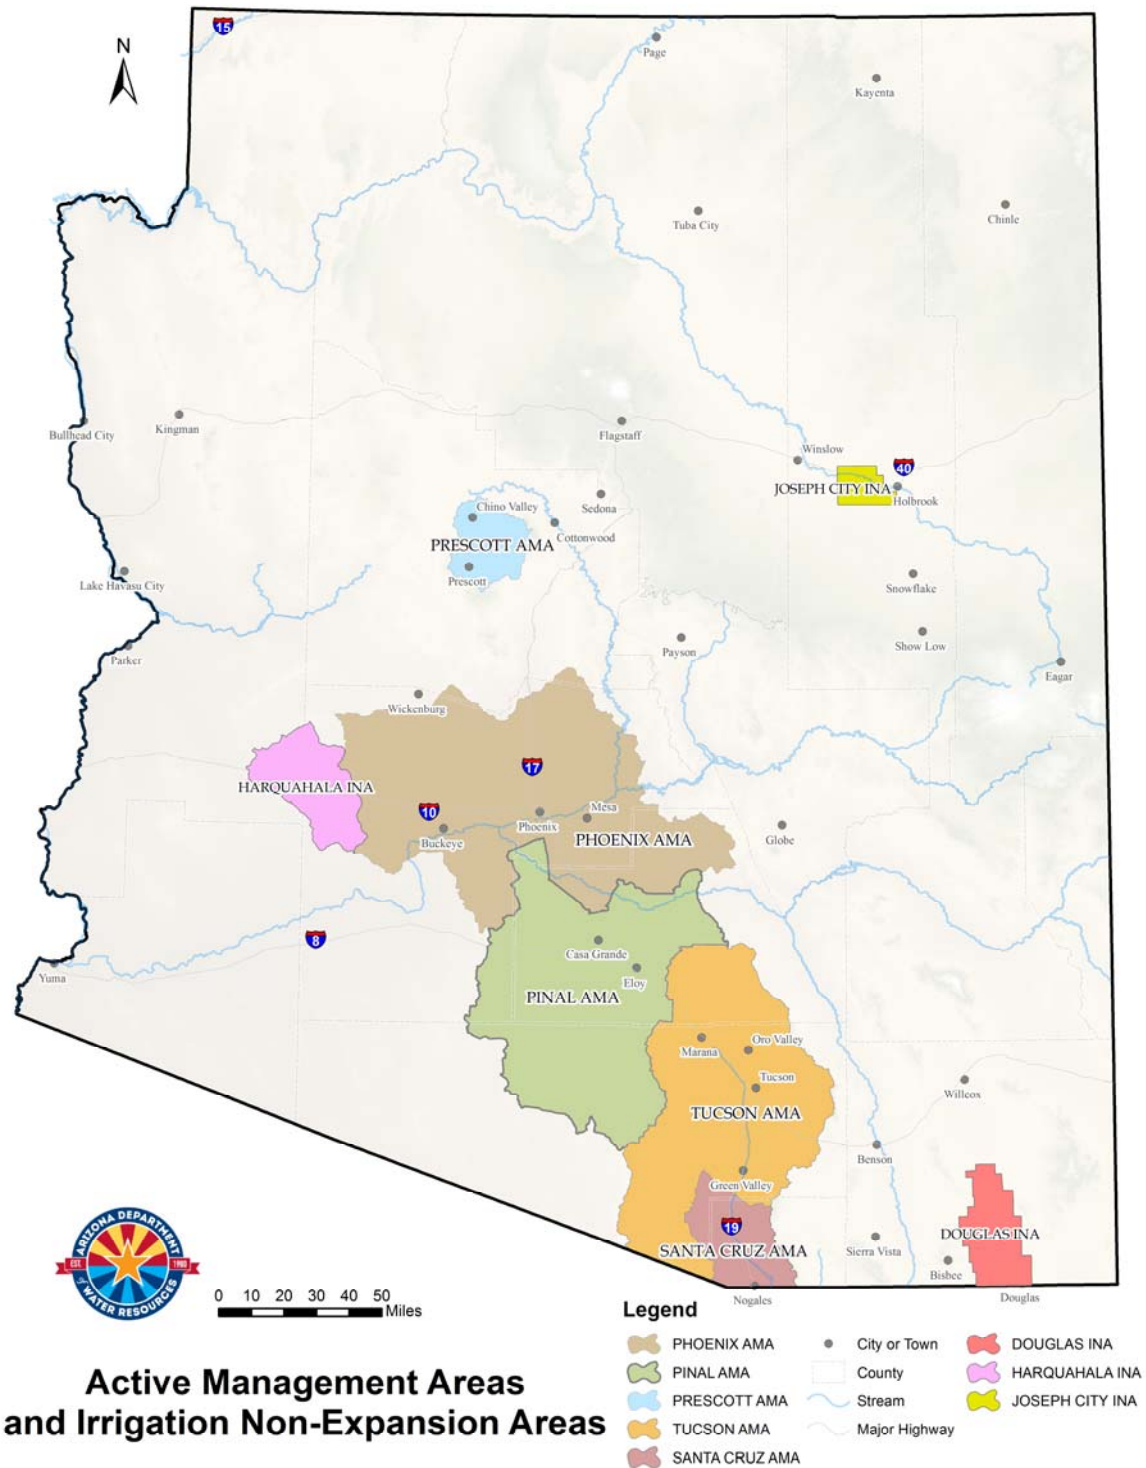 15
N
Page
Kayenta
Tuba City
Chinle
Bullhead City
Kingman
Flagstaff
Winslow
40
JOSEPH CITY INA
Holbrook
Chino Valley
Sedona
PRESCOTT AMA
Cottonwood
Prescott
Lake Havasu City
Snowflake
Parker
Payson
Show Low
Eagar
Wickenburg
17
HARQUAHALA INA
10
Mesa
Phoenix
Buckeye
PHOENIX AMA
Globe
8
Casa Grande
Eloy
Yuma
PINAL AMA
Marana
Oro Valley
Tucson
TUCSON AMA
Willcox
Benson
Green Valley
19
SANTA CRUZ AMA
Sierra Vista
DOUGLAS INA
Bisbee
Nogales
Douglas
ARIZONA DEPARTMENT
EST. 1980
of WATER RESOURCES
0 10 20 30 40 50
Miles
Legend
PHOENIX AMA
PINAL AMA
PRESCOTT AMA
TUCSON AMA
SANTA CRUZ AMA
City or Town
County
Stream
Major Highway
DOUGLAS INA
HARQUAHALA INA
JOSEPH CITY INA
Active Management Areas
and Irrigation Non-Expansion Areas